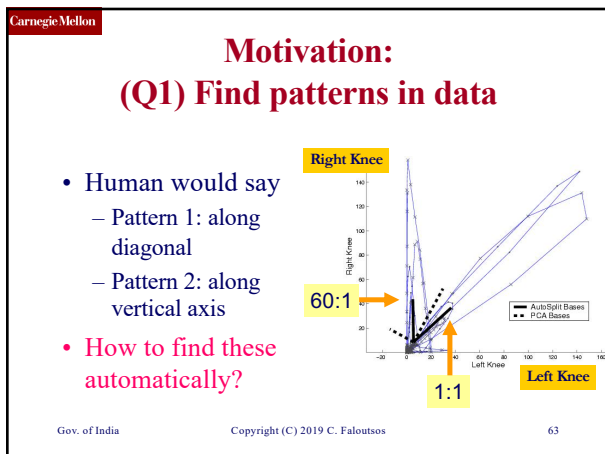 Carnegie Mellon
Motivation:
(Q1) Find patterns in data
• Human would say
– Pattern 1: along
diagonal
– Pattern 2: along
vertical axis
• How to find these
automatically?
Right Knee
140
120
100
80
60
40
20
Right Knee
60:1
AutoSplit Bases
PCA Bases
−20 0 20 40 60 80 100 120 140 160
Left Knee
Left Knee
1:1
Gov. of India Copyright (C) 2019 C. Faloutsos 63